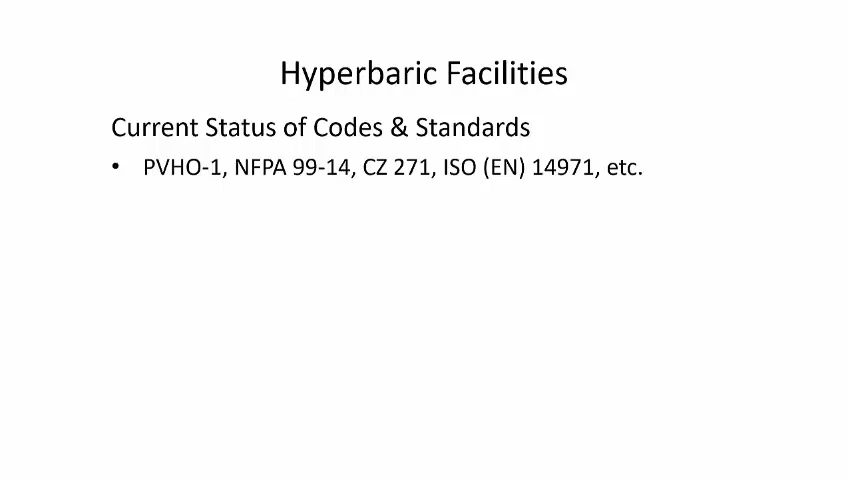 Hyperbaric Facilities
Current Status of Codes & Standards
• PVHO-1, NFPA 99-14, CZ 271, ISO (EN) 14971, etc.